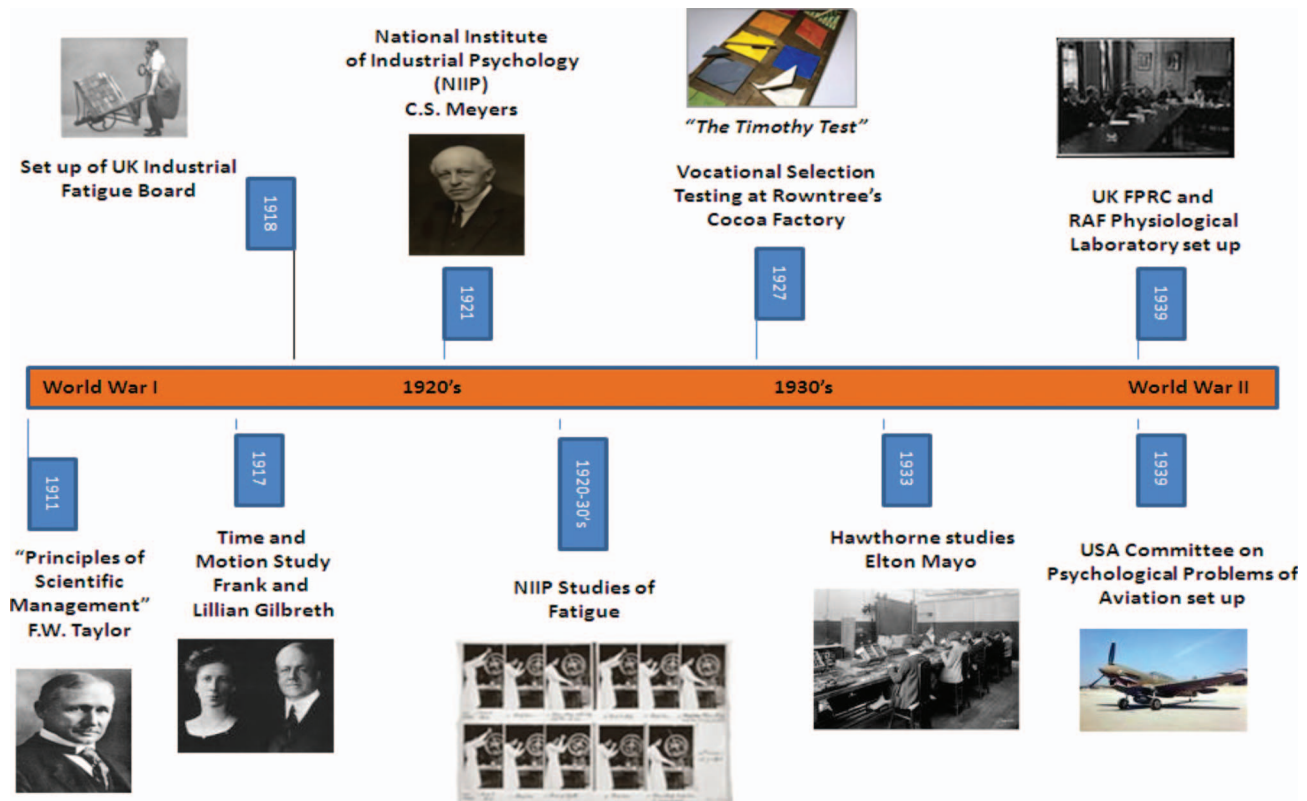 Set up of UK Industrial
Fatigue Board
1918
National Institute
of Industrial Psychology
(NIIP)
C.S. Meyers
1921
“The Timothy Test”
Vocational Selection
Testing at Rowntree’s
Cocoa Factory
1927
UK FPRC and
RAF Physiological
Laboratory set up
1939
World War I
1920’s
1930’s
World War II
1911
“Principles of
Scientific
Management”
F.W. Taylor
1917
Time and
Motion Study
Frank and
Lillian Gilbreth
1920-30’s
NIIP Studies of
Fatigue
1933
Hawthorne studies
Elton Mayo
1939
USA Committee on
Psychological Problems of
Aviation set up